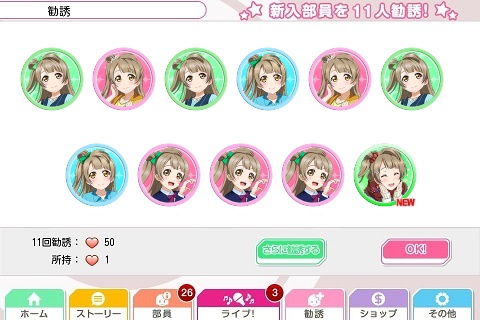 勧誘
新入部員を11人勧誘!
NEW
11回勧誘： 50
所持： 1
さらに勧誘する
OK!
26
3
ホーム
ストーリー
部員
ライブ!
勧誘
ショップ
その他